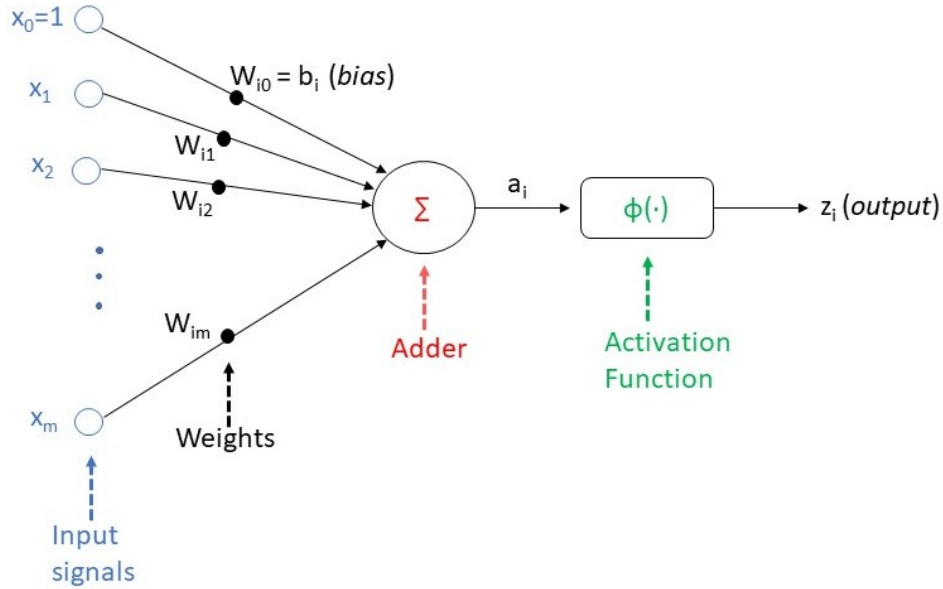 x₀=1
Wᵢ₀ = bᵢ (bias)
x₁
Wᵢ₁
x₂
Wᵢ₂
Σ
aᵢ
ϕ(·)
zᵢ (output)
Wᵢₘ
Adder
Activation
Function
xₘ
Weights
Input
signals